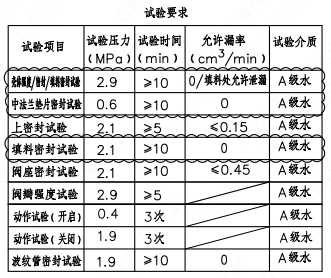 试验要求
试验项目 试验压力 (MPa) 试验时间 (min) 允许漏率 (cm³/min) 试验介质
壳体强度/密封/填料密封试验 2.9 ≥10 0/填料处允许泄漏 A级水
中法兰垫片密封试验 0.6 ≥10 0 A级水
上密封试验 2.1 ≥5 ≤0.15 A级水
填料密封试验 2.1 ≥10 0 A级水
阀座密封试验 2.1 ≥10 ≤0.45 A级水
阀瓣强度试验 2.9 ≥5 A级水
动作试验(开启) 0.4 3次 A级水
动作试验(关闭) 1.9 3次 A级水
波纹管密封试验 1.9 ≥10 0 A级水